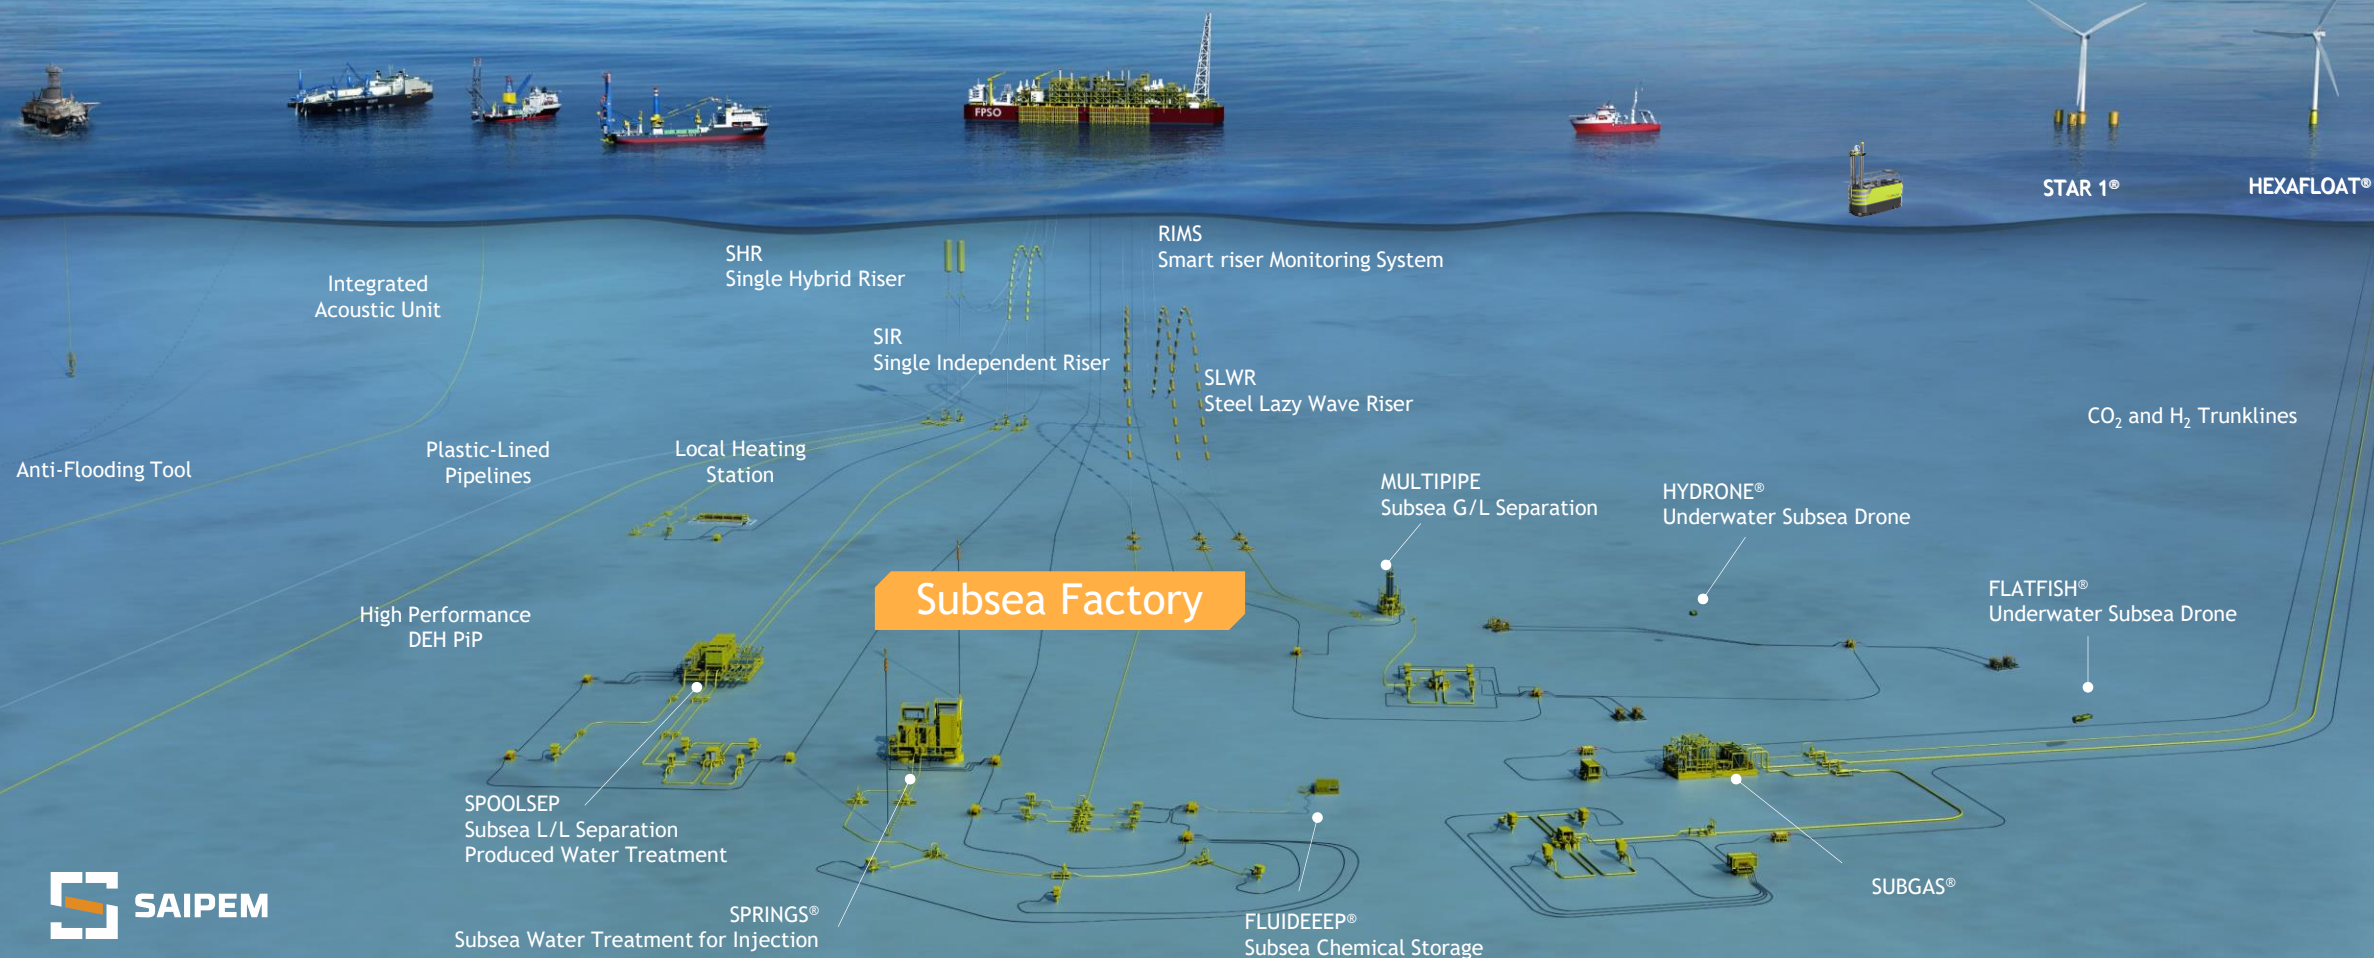 FPSO
STAR 1®
HEXAFLOAT®
RIMS
Smart riser Monitoring System
SHR
Single Hybrid Riser
Integrated
Acoustic Unit
SIR
Single Independent Riser
SLWR
Steel Lazy Wave Riser
CO₂ and H₂ Trunklines
Anti-Flooding Tool
Plastic-Lined
Pipelines
Local Heating
Station
MULTIPIPE
Subsea G/L Separation
HYDRONE®
Underwater Subsea Drone
FLATFISH®
Underwater Subsea Drone
Subsea Factory
High Performance
DEH PiP
SPOOLSEP
Subsea L/L Separation
Produced Water Treatment
SUBGAS®
SAIPEM
SPRINGS®
Subsea Water Treatment for Injection
FLUIDEEEP®
Subsea Chemical Storage